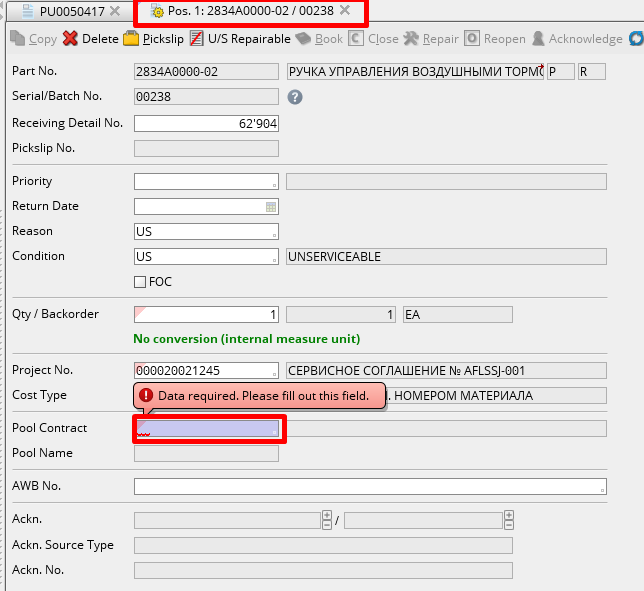 PU0050417 Pos. 1: 2834A0000-02 / 00238
Copy Delete Pickslip U/S Repairable Book Close Repair Reopen Acknowledge
Part No. 2834A0000-02 РУЧКА УПРАВЛЕНИЯ ВОЗДУШНЫМИ ТОРМО P R
Serial/Batch No. 00238
Receiving Detail No. 62'904
Pickslip No.
Priority
Return Date
Reason US
Condition US UNSERVICEABLE
FOC
Qty / Backorder 1 1 EA
No conversion (internal measure unit)
Project No. 000020021245 СЕРВИСНОЕ СОГЛАШЕНИЕ № AFLSSJ-001
Cost Type Data required. Please fill out this field. . НОМЕРОМ МАТЕРИАЛА
Pool Contract
Pool Name
AWB No.
Ackn. /
Ackn. Source Type
Ackn. No.